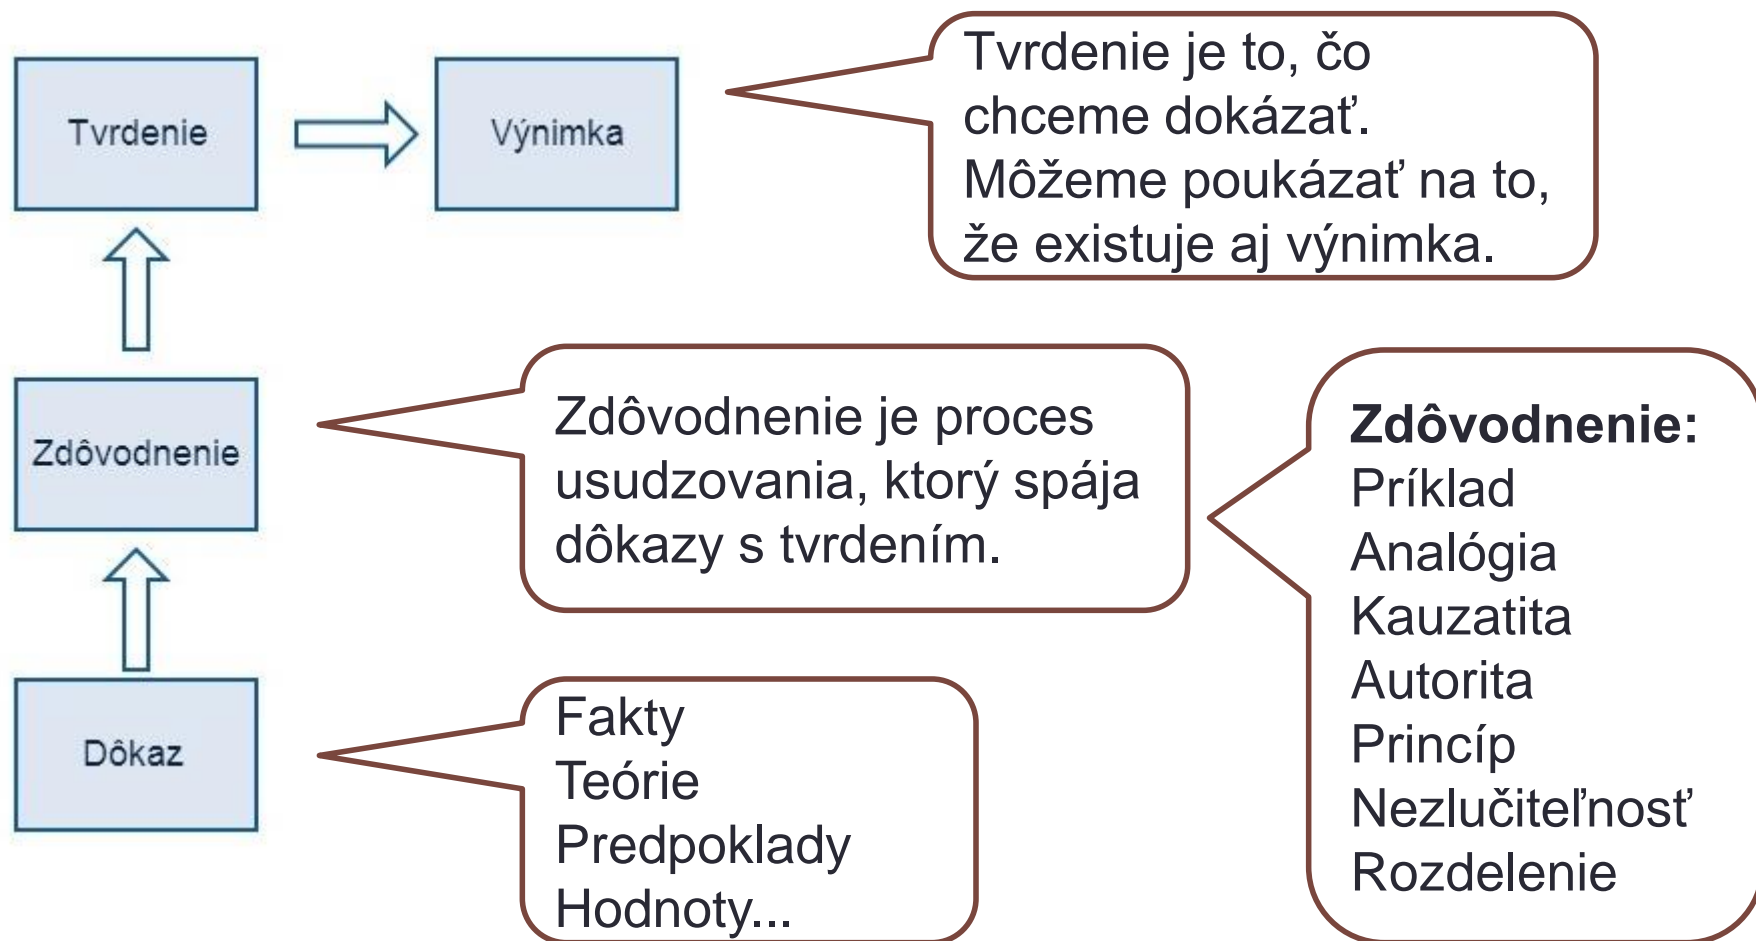 Tvrdenie
Výnimka
Tvrdenie je to, čo
chceme dokázať.
Môžeme poukázať na to,
že existuje aj výnimka.
Zdôvodnenie
Zdôvodnenie je proces
usudzovania, ktorý spája
dôkazy s tvrdením.
Zdôvodnenie:
Príklad
Analógia
Kauzatita
Autorita
Princíp
Nezlučiteľnosť
Rozdelenie
Dôkaz
Fakty
Teórie
Predpoklady
Hodnoty...